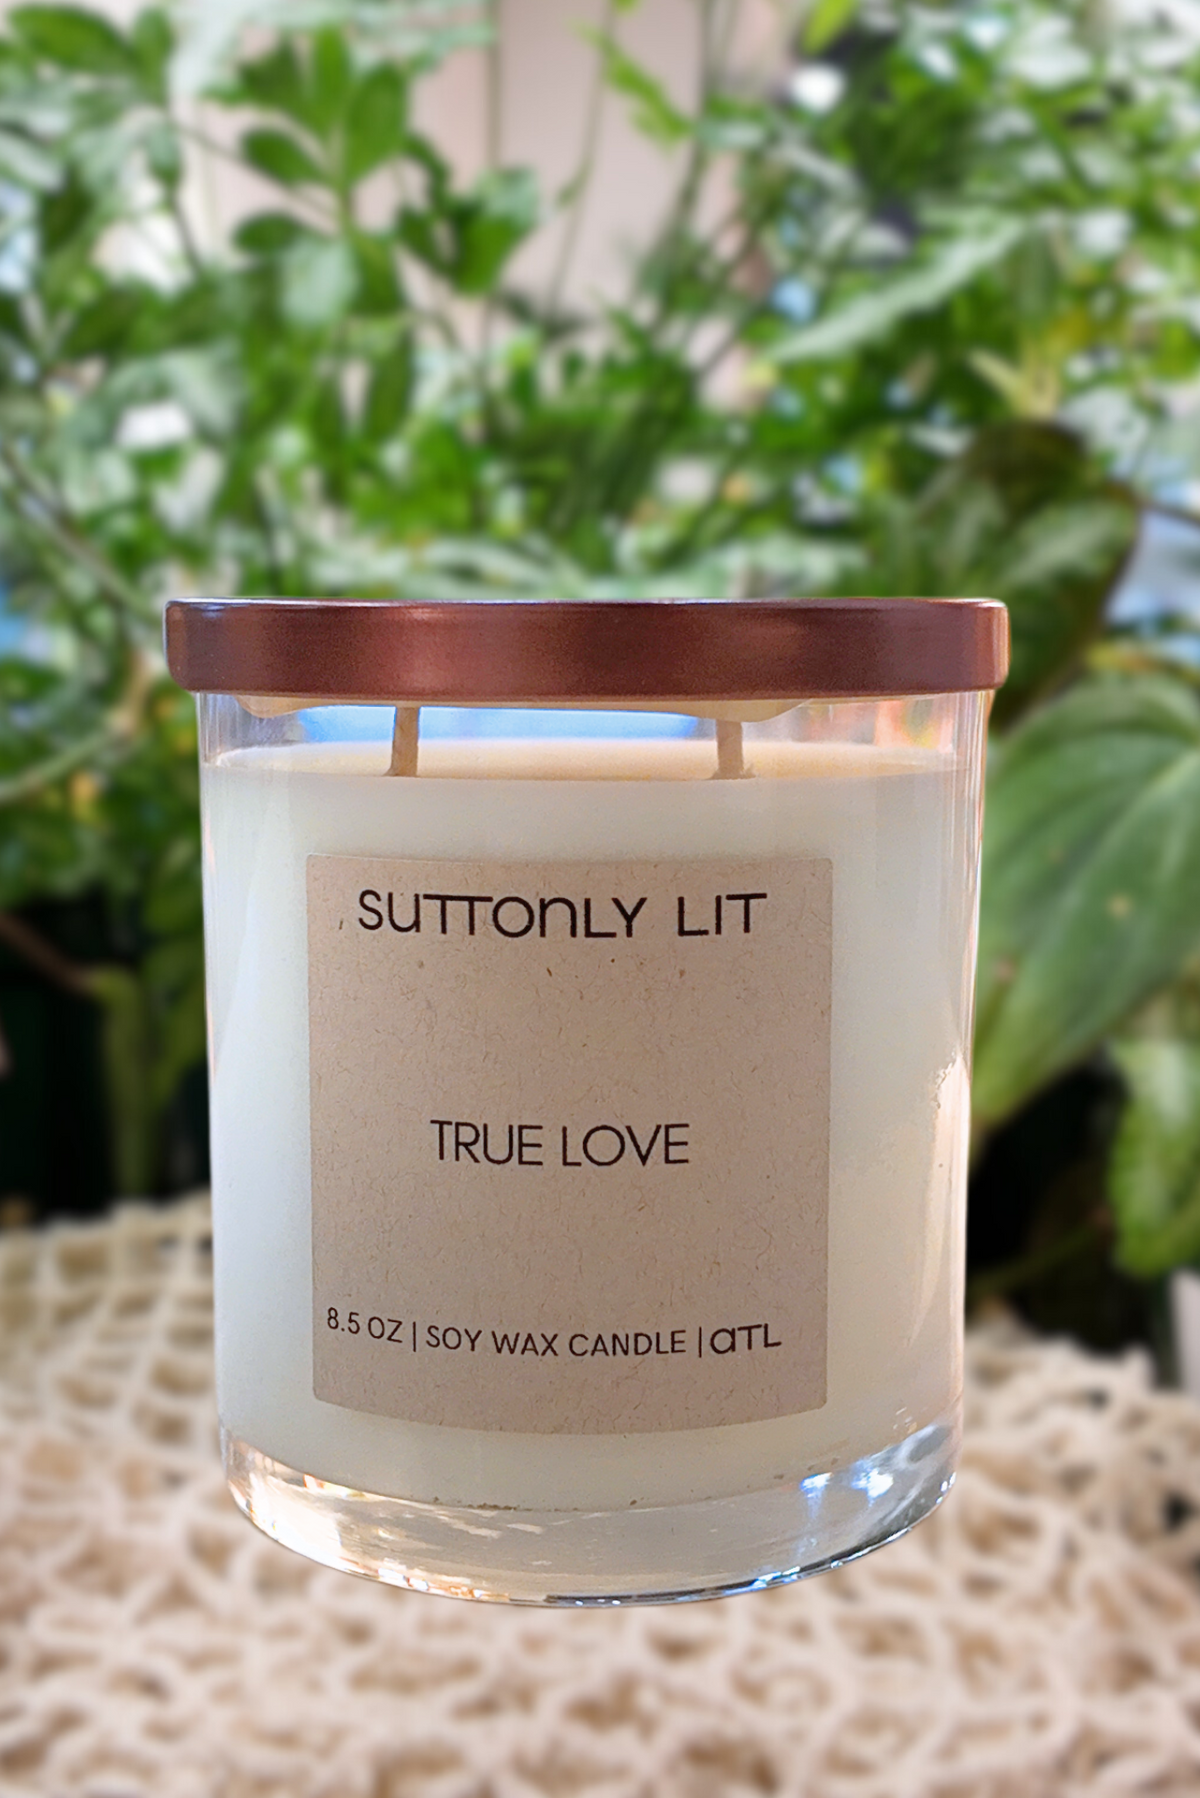 SUTTONLY LIT
TRUE LOVE
8.5 OZ | SOY WAX CANDLE | ATL